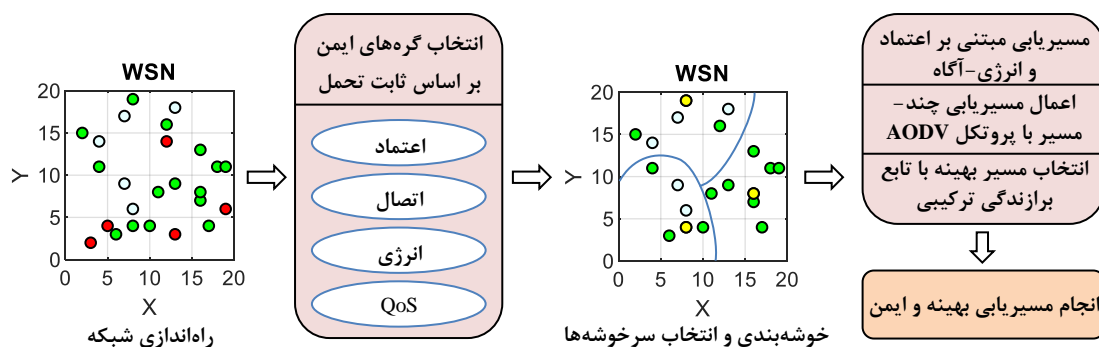 WSN
20
15
10
5
0
Y
0 5 10 15 20
X
راه‌اندازی شبکه
انتخاب گره‌های ایمن
بر اساس ثابت تحمل
اعتماد
اتصال
انرژی
QoS
WSN
20
15
10
5
0
Y
0 5 10 15 20
X
خوشه‌بندی و انتخاب سرخوشه‌ها
مسیریابی مبتنی بر اعتماد
و انرژی-آگاه
اعمال مسیریابی چند-
مسیر با پروتکل AODV
انتخاب مسیر بهینه با تابع
برازندگی ترکیبی
انجام مسیریابی بهینه و ایمن